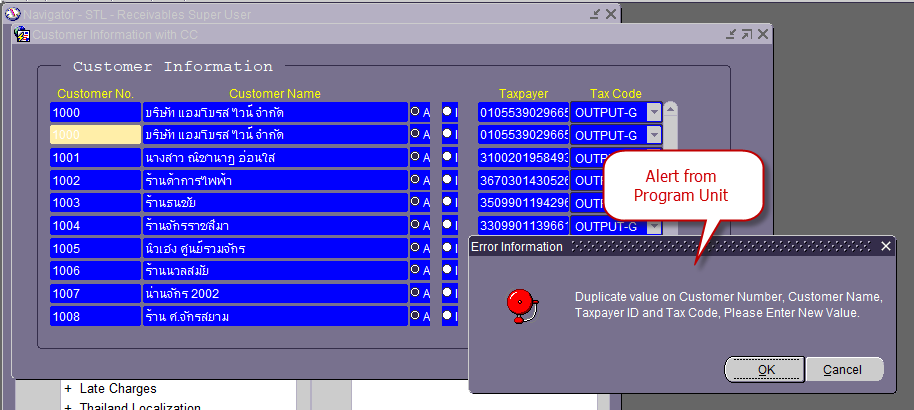 Navigator - STL - Receivables Super User
Customer Information with CC
Customer Information
Customer No. Customer Name Taxpayer Tax Code
1000 บริษัท แอมโบรส ไวน์ จำกัด A I 0105539029665 OUTPUT-G
1000 บริษัท แอมโบรส ไวน์ จำกัด A I 0105539029665 OUTPUT-G
1001 นางสาว ณิชานาฏ อ่อนใส A I 3100201958493
1002 ร้านด้าการไฟฟ้า A I 3670301430526
1003 ร้านธนชัย A I 3509901194296
1004 ร้านจักรราชสีมา A I 3309901139661
1005 นิวเฮง ศูนย์รวมจักร A I
1006 ร้านนวลสมัย A I
1007 น่านจักร 2002 A I
1008 ร้าน ศ.จักรสยาม A I
Alert from
Program Unit
Error Information
Duplicate value on Customer Number, Customer Name,
Taxpayer ID and Tax Code, Please Enter New Value.
OK Cancel
+ Late Charges
+ Thailand Localization